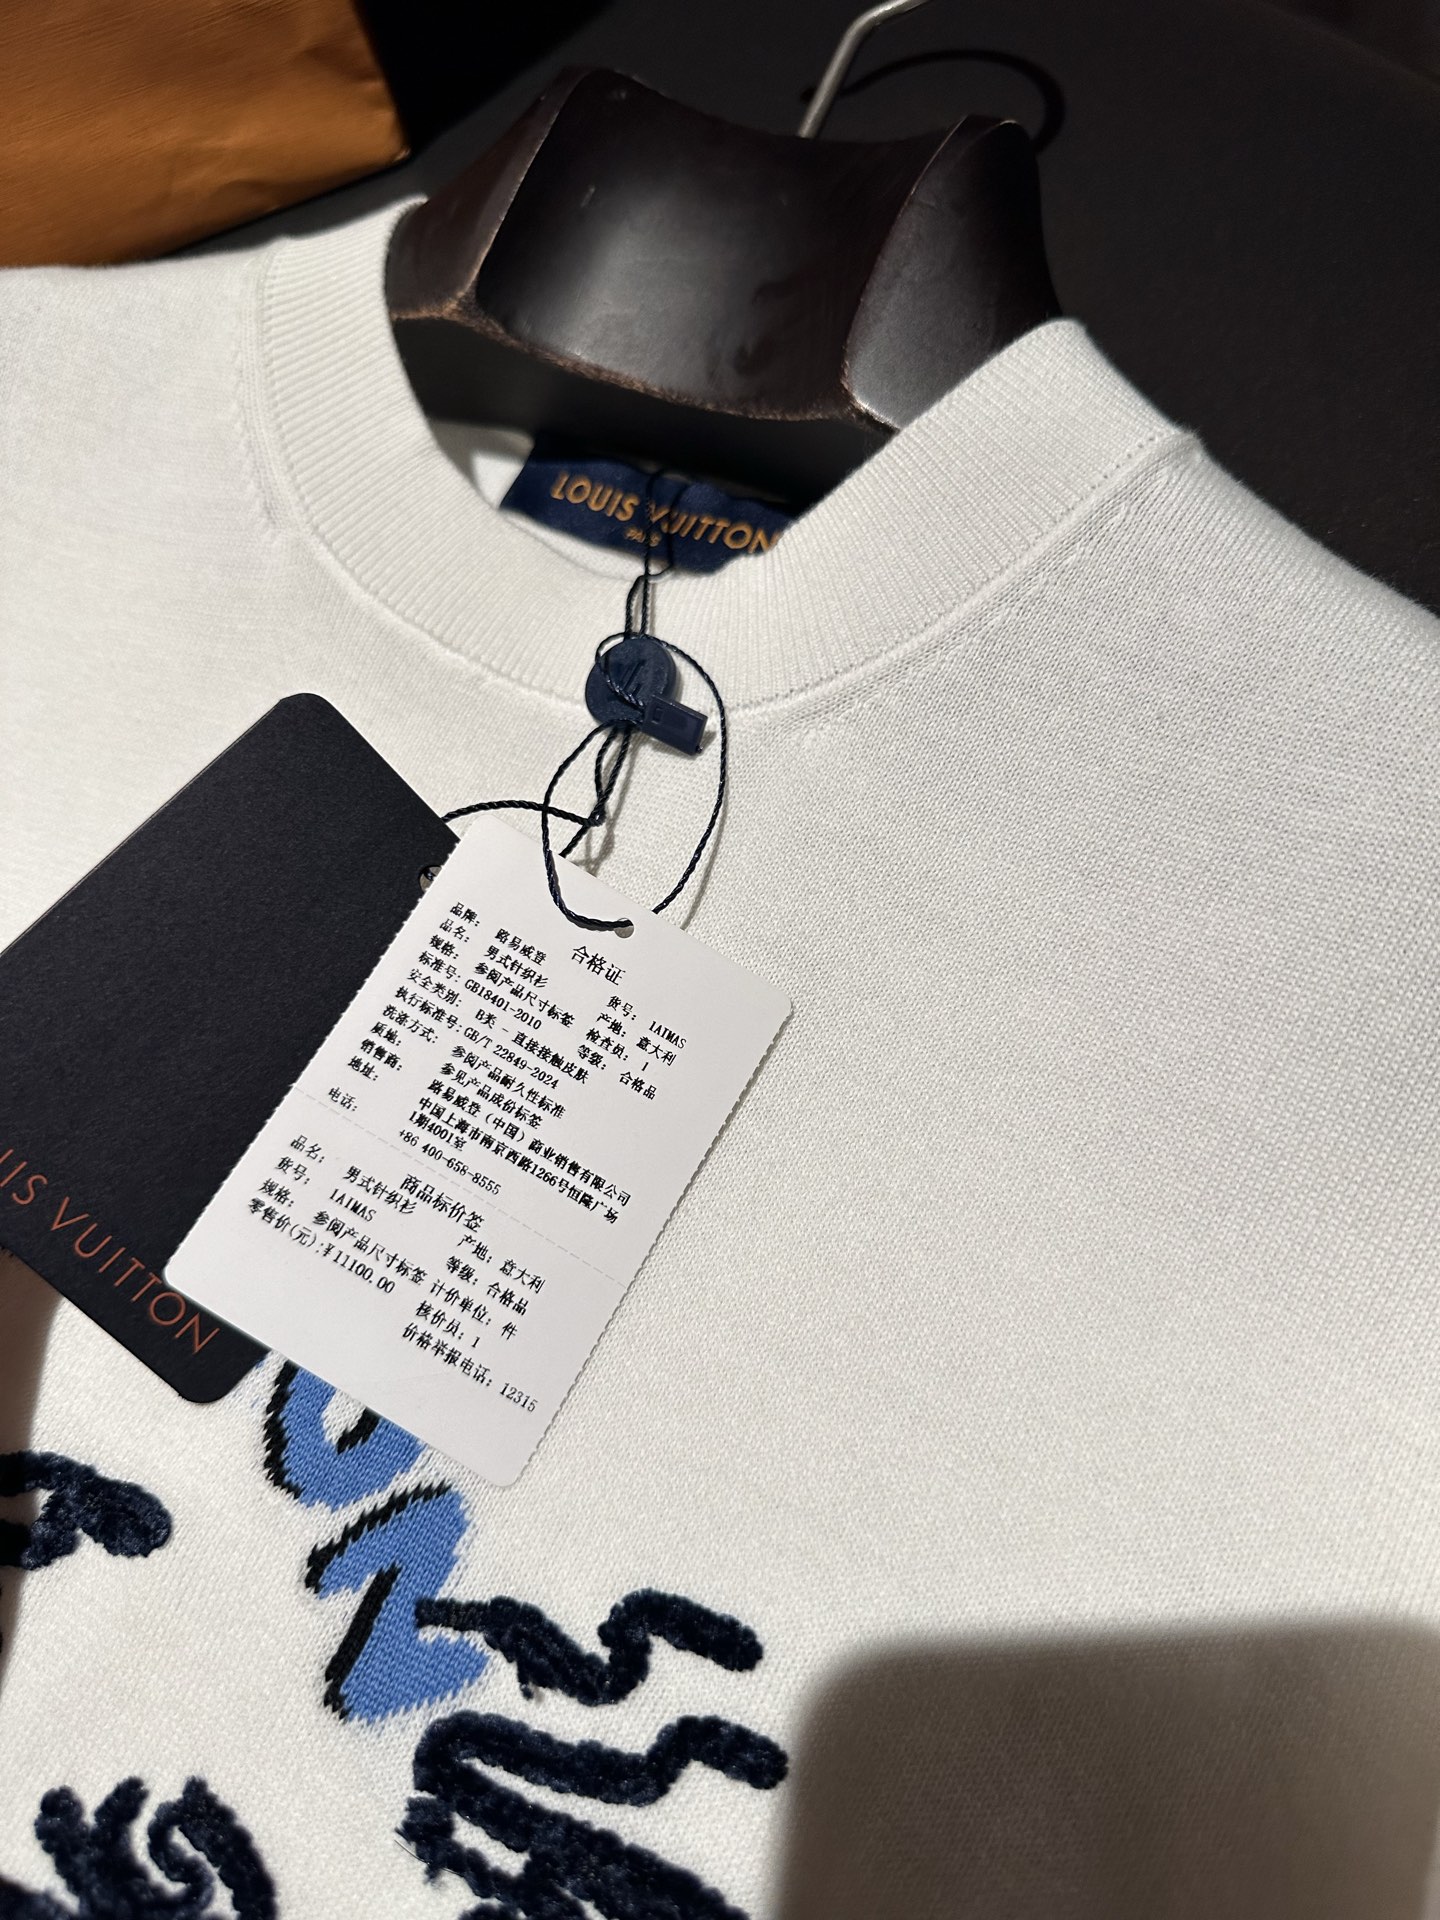 LOUIS VUITTON
PARIS
UIS VUITTON
合格证
品牌: 路易威登
品名: 男式针织衫 货号: 1AIMAS
规格: 参阅产品尺寸标签 产地: 意大利
标准号: GB18401-2010 检查员: 1
安全类别: B类 - 直接接触皮肤 等级: 合格品
执行标准号: GB/T 22849-2024
洗涤方式: 参阅产品耐久性标准
质地: 参见产品成份标签
销售商: 路易威登（中国）商业销售有限公司
地址: 中国上海市南京西路1266号恒隆广场
1期4001室
电话: +86 400-658-8555
商品标价签
品名: 男式针织衫 产地: 意大利
货号: 1AIMAS 等级: 合格品
规格: 参阅产品尺寸标签 计价单位: 件
零售价(元):¥11100.00 核价员: 1
价格举报电话: 12315